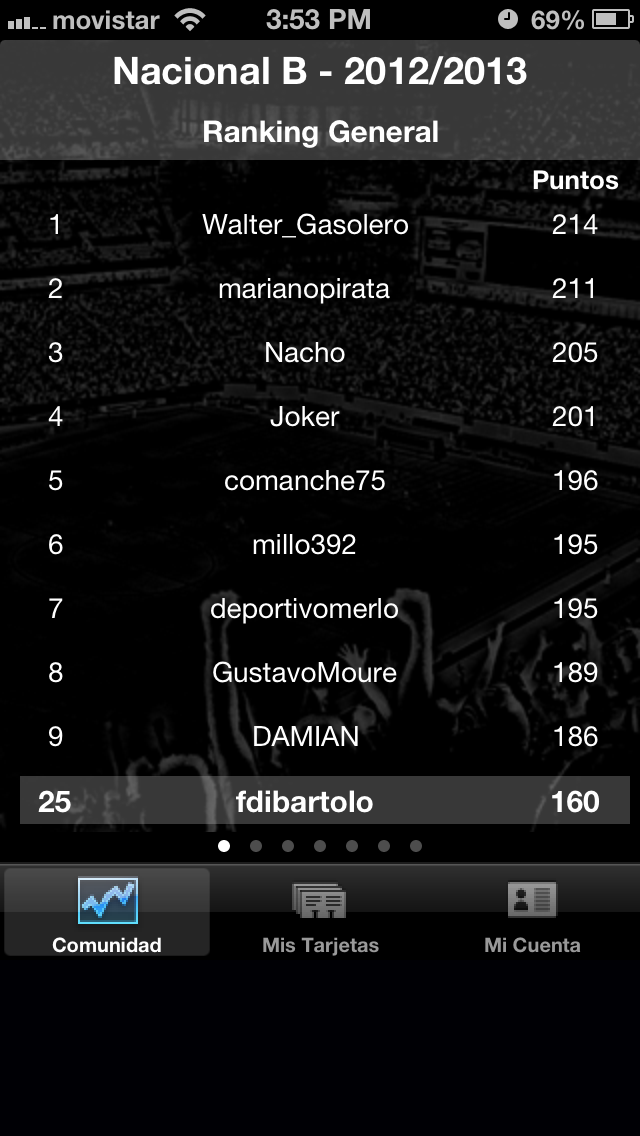 movistar 3:53 PM 69%
Nacional B - 2012/2013
Ranking General
Puntos
1 Walter_Gasolero 214
2 marianopirata 211
3 Nacho 205
4 Joker 201
5 comanche75 196
6 millo392 195
7 deportivomerlo 195
8 GustavoMoure 189
9 DAMIAN 186
25 fdibartolo 160
Comunidad Mis Tarjetas Mi Cuenta